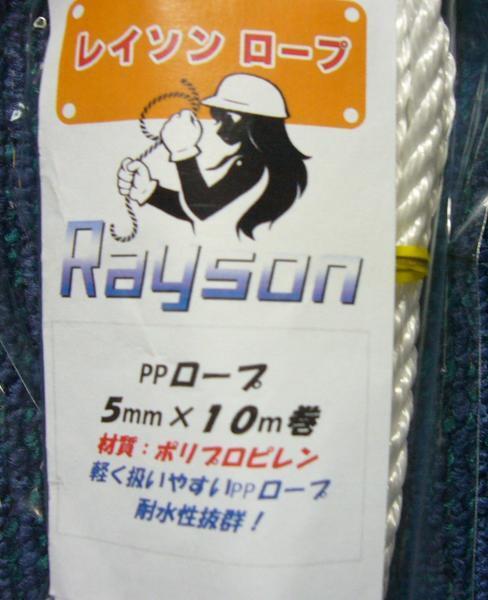 レイソン ロープ
Rayson
PPロープ
5mm×10m巻
材質:ポリプロピレン
軽く扱いやすいPPロープ
耐水性抜群!